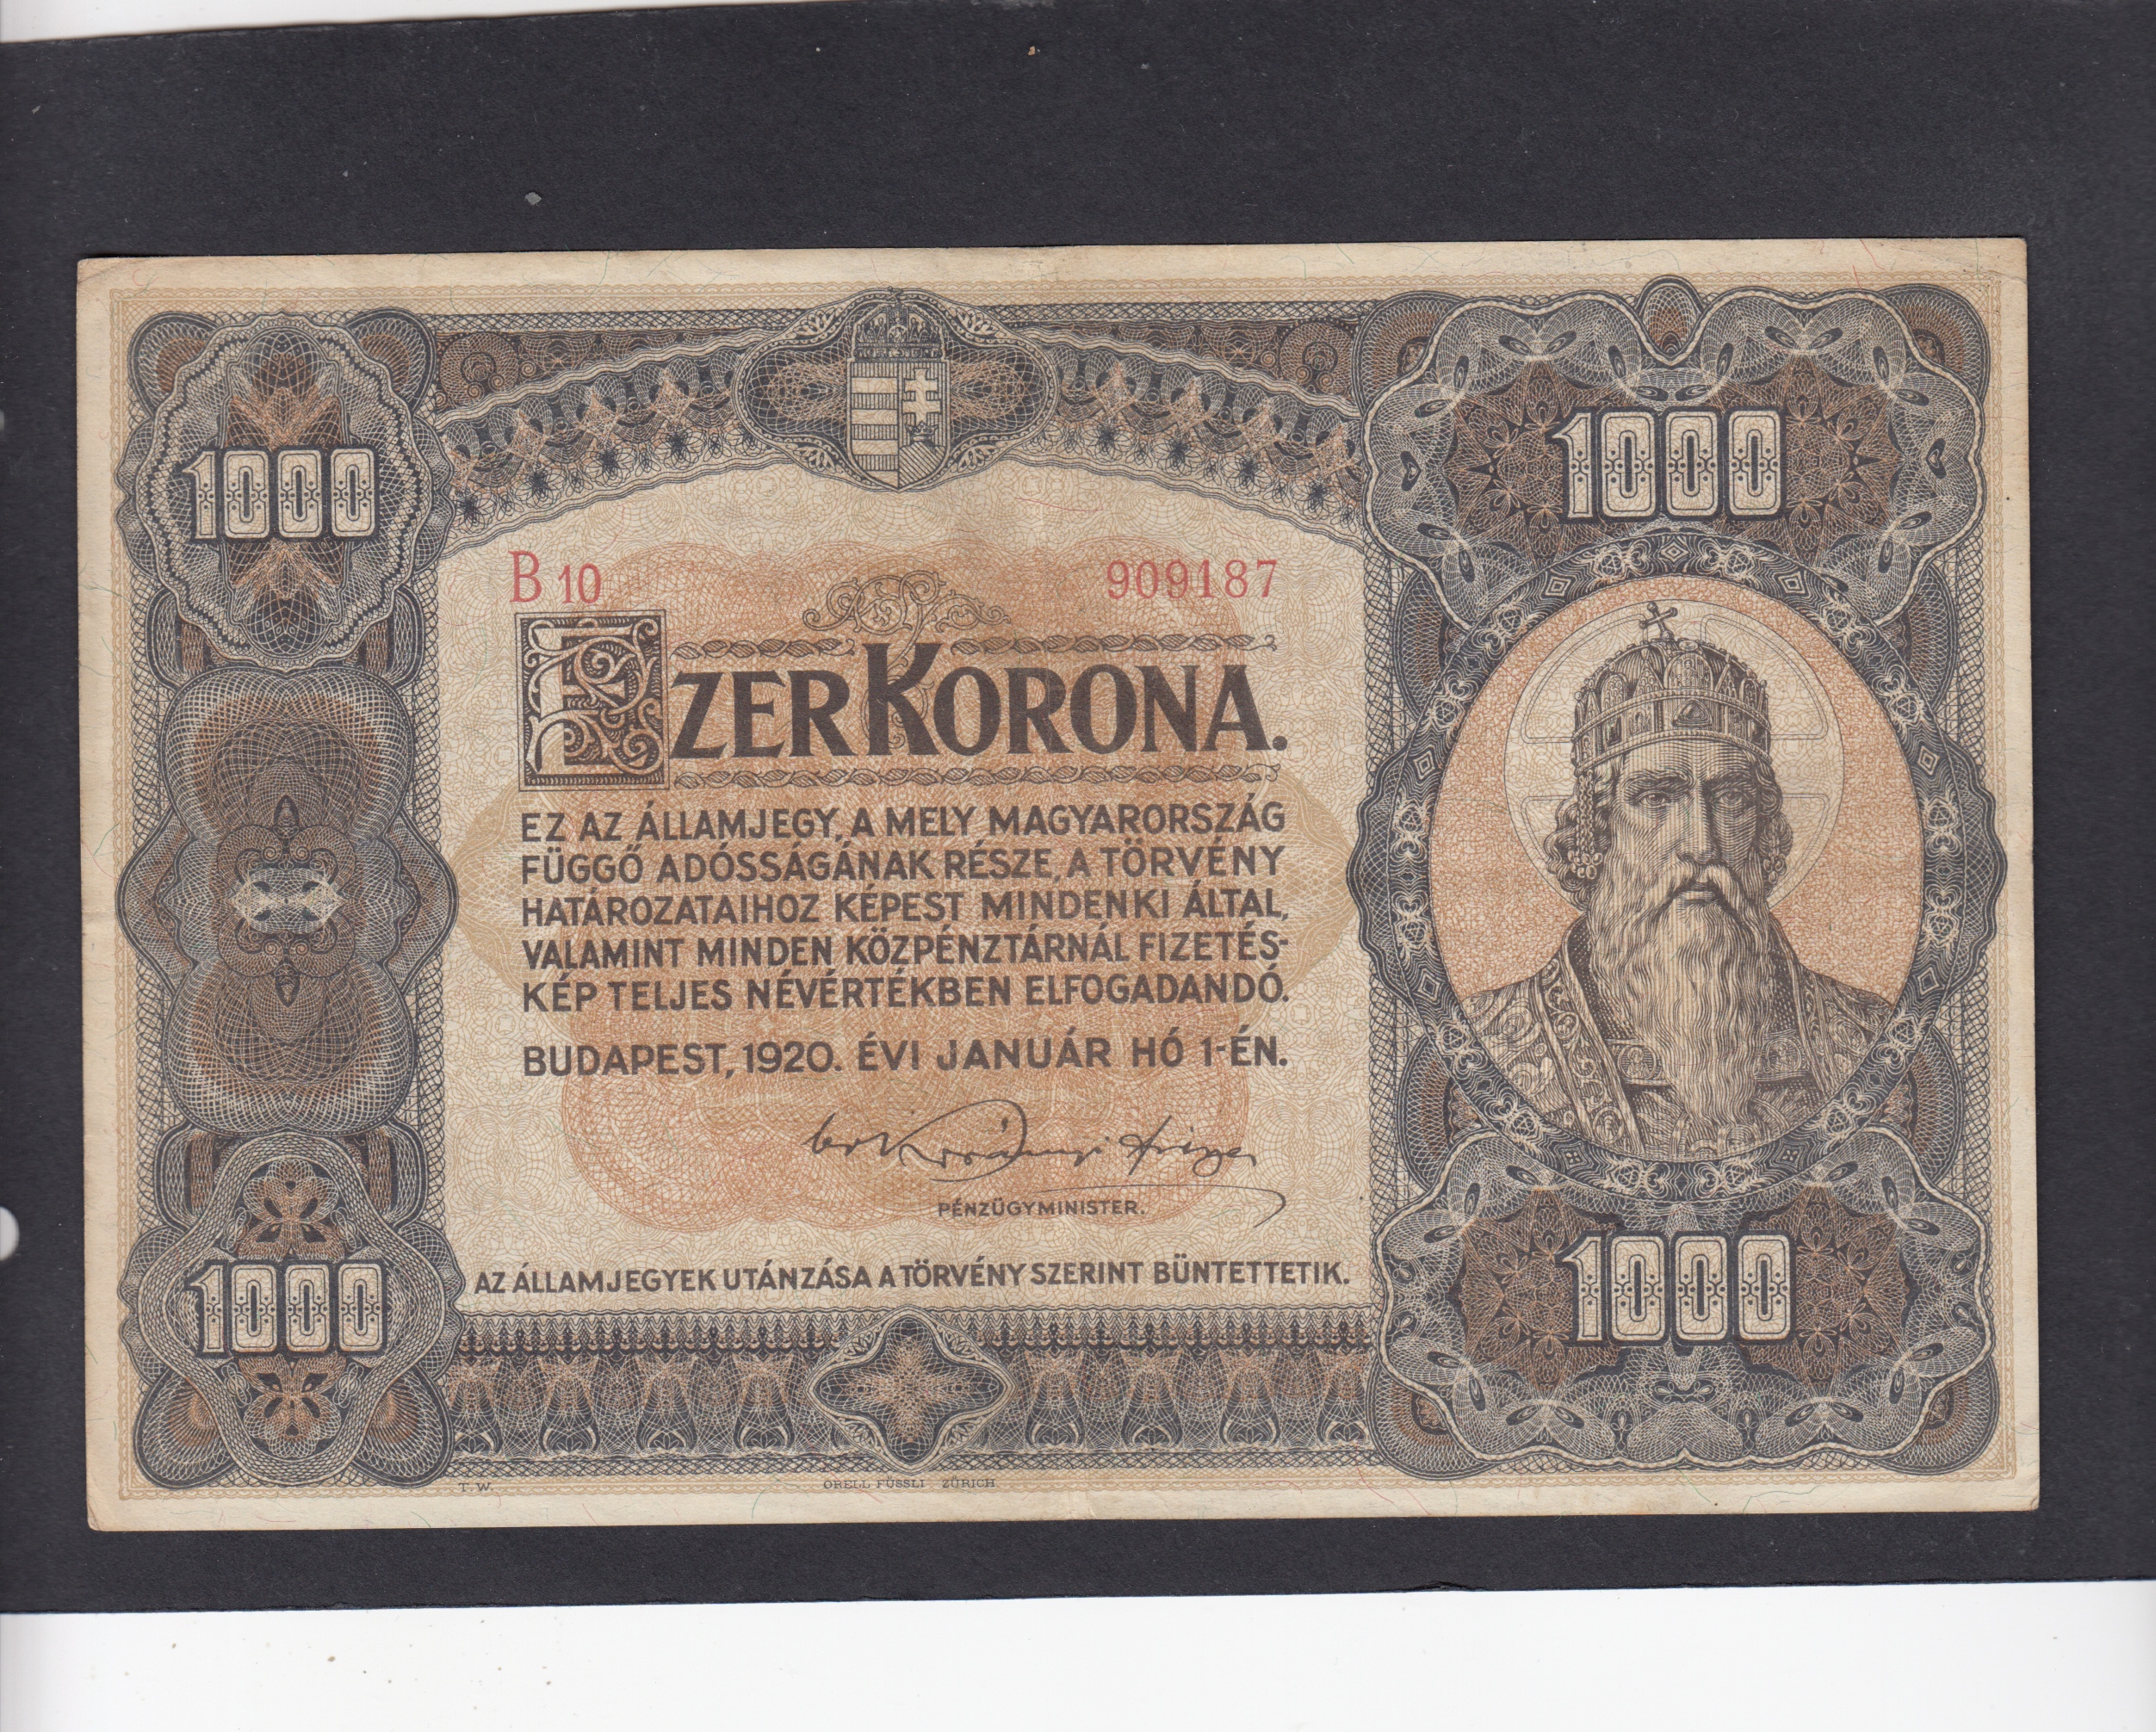 1000
1000
B 10 909187
EZER KORONA.
EZ AZ ÁLLAMJEGY, A MELY MAGYARORSZÁG
FÜGGŐ ADÓSSÁGÁNAK RÉSZE, A TÖRVÉNY
HATÁROZATAIHOZ KÉPEST MINDENKI ÁLTAL,
VALAMINT MINDEN KÖZPÉNZTÁRNÁL FIZETÉS-
KÉP TELJES NÉVÉRTÉKBEN ELFOGADANDÓ.
BUDAPEST, 1920. ÉVI JANUÁR HÓ 1-ÉN.
Korányi Frigyes
PÉNZÜGYMINISTER.
AZ ÁLLAMJEGYEK UTÁNZÁSA A TÖRVÉNY SZERINT BÜNTETTETIK.
1000
1000
T. W.
ORELL FÜSSLI ZÜRICH.